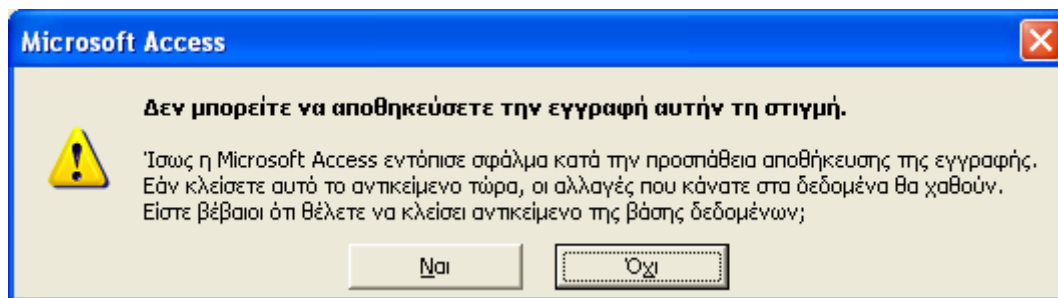 Microsoft Access
Δεν μπορείτε να αποθηκεύσετε την εγγραφή αυτήν τη στιγμή.
Ίσως η Microsoft Access εντόπισε σφάλμα κατά την προσπάθεια αποθήκευσης της εγγραφής.
Εάν κλείσετε αυτό το αντικείμενο τώρα, οι αλλαγές που κάνατε στα δεδομένα θα χαθούν.
Είστε βέβαιοι ότι θέλετε να κλείσει αντικείμενο της βάσης δεδομένων;
Ναι Όχι